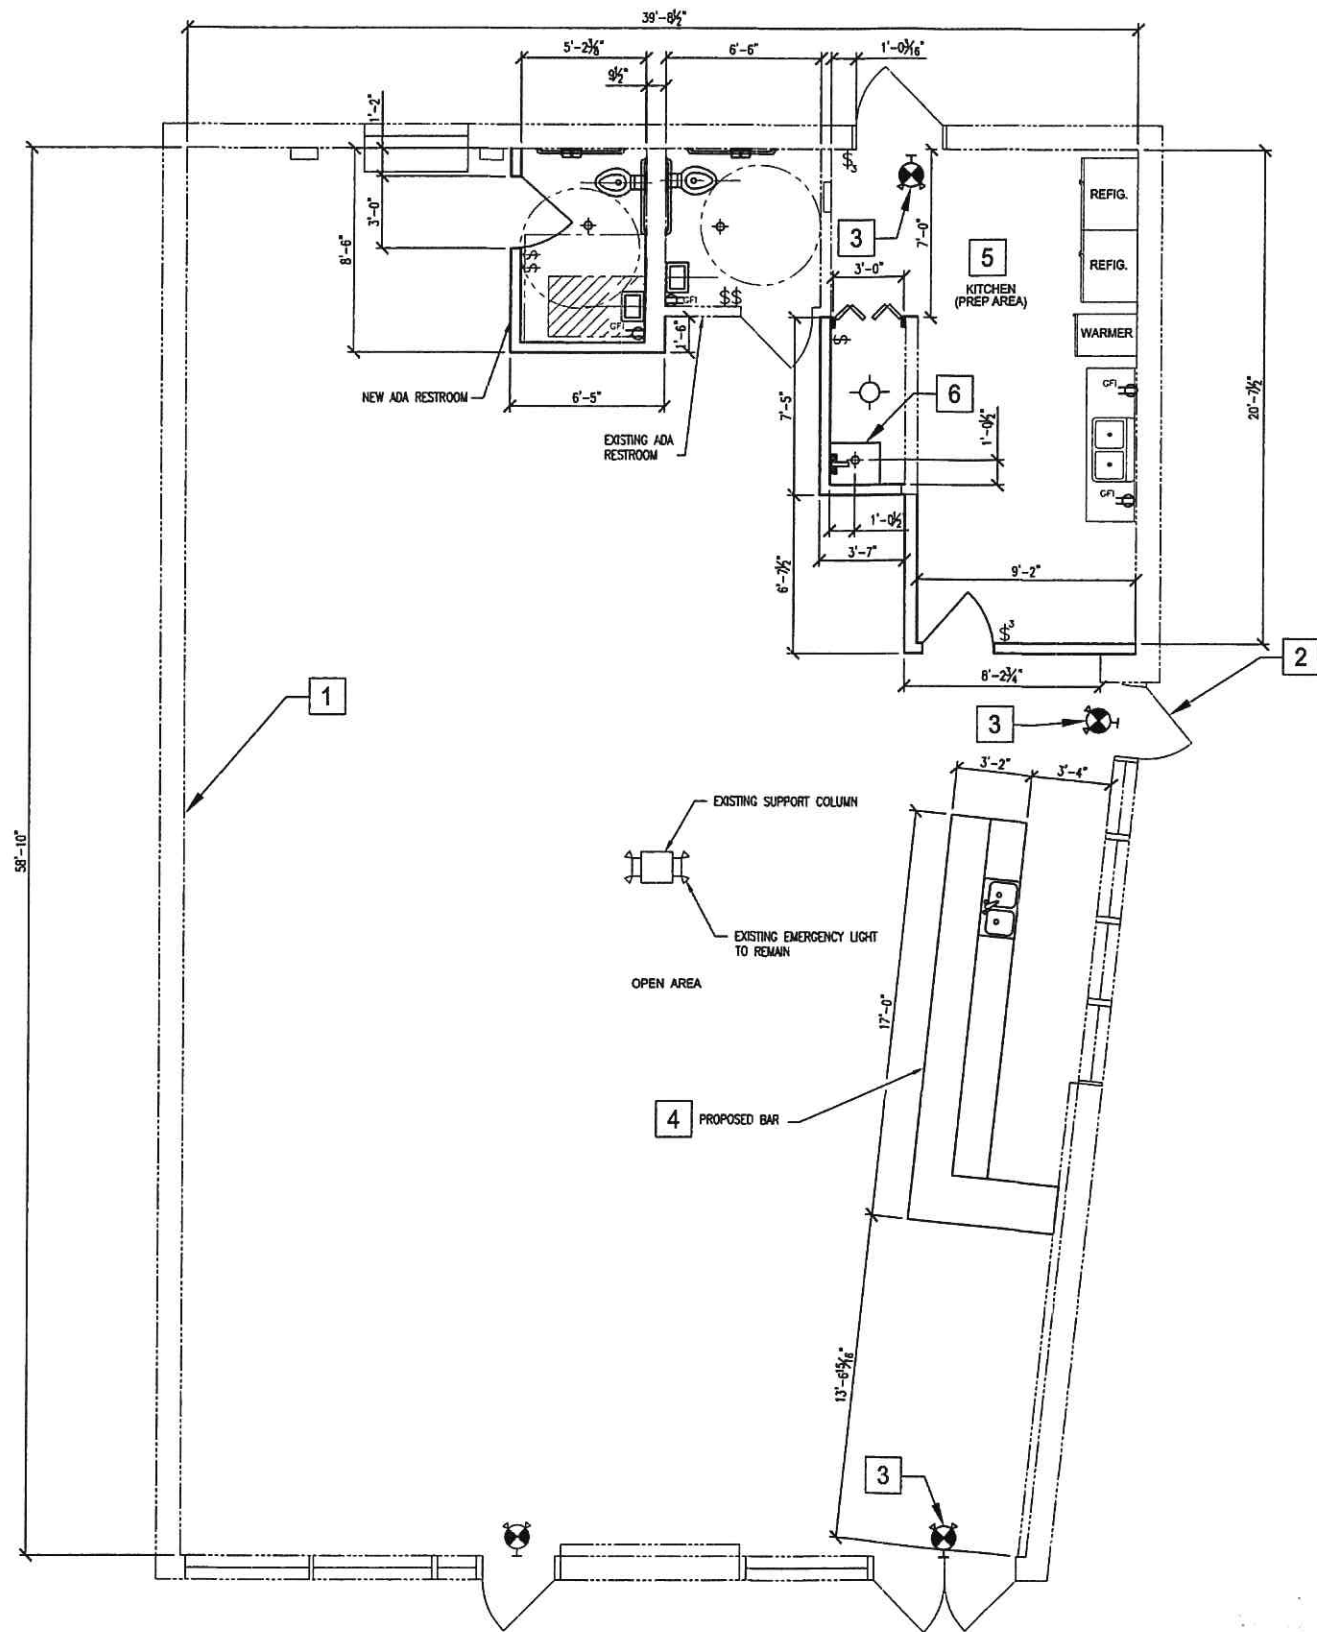 39'-8½"
5'-2⅜"
6'-6"
1'-0³⁄₁₆"
9½"
1'-2"
3'-0"
8'-6"
$
$
GFI
GFI
$$
1'-6"
6'-5"
NEW ADA RESTROOM
EXISTING ADA
RESTROOM
$3
3
7'-0"
3'-0"
5
KITCHEN
(PREP AREA)
REFIG.
REFIG.
WARMER
GFI
GFI
$
6
7'-5"
1'-0½"
1'-0½"
3'-7"
6'-7½"
9'-2"
20'-7½"
$3
8'-2¾"
2
1
3
58'-10"
3'-2"
3'-4"
EXISTING SUPPORT COLUMN
EXISTING EMERGENCY LIGHT
TO REMAIN
OPEN AREA
17'-0"
4 PROPOSED BAR
13'-6¹⁵⁄₁₆"
3